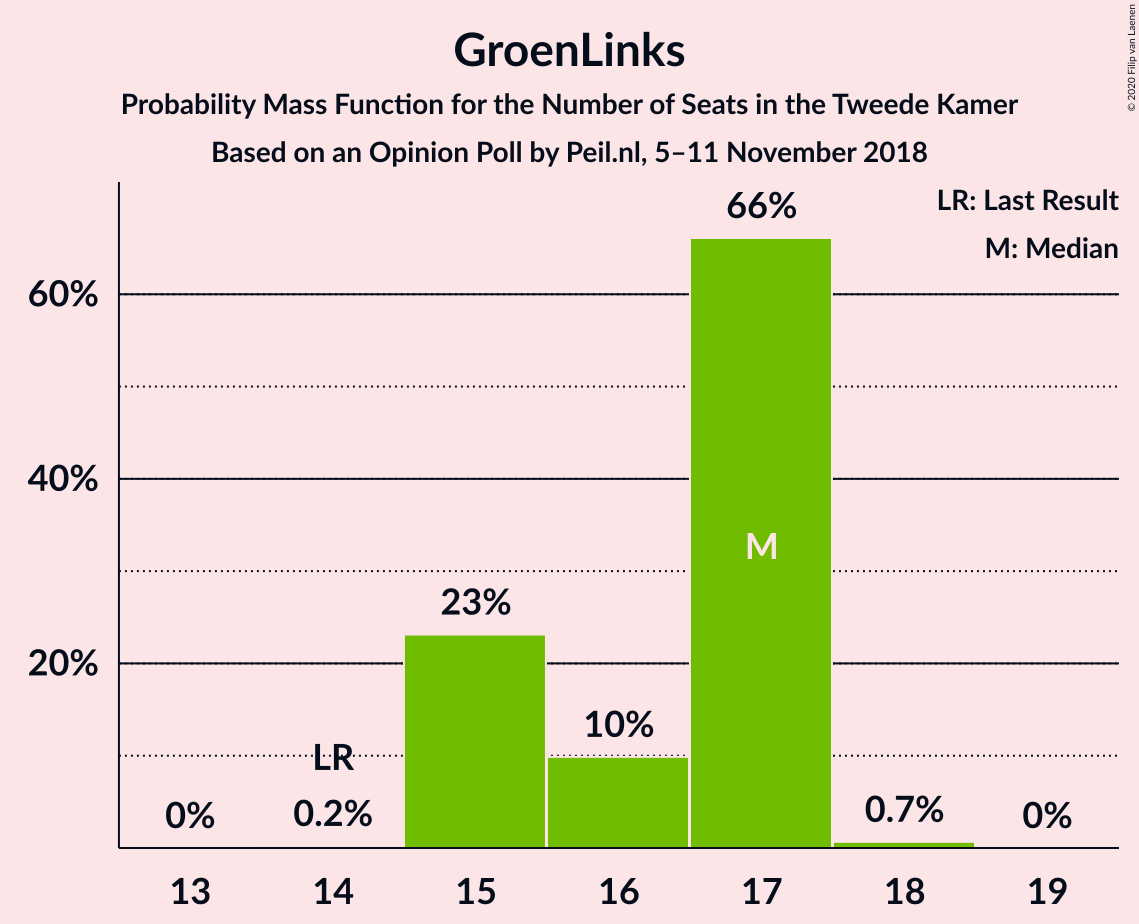 GroenLinks
Probability Mass Function for the Number of Seats in the Tweede Kamer
Based on an Opinion Poll by Peil.nl, 5–11 November 2018
© 2020 Filip van Laenen
LR: Last Result
M: Median
66%
60%
40%
M
23%
20%
10%
LR
0%
0.2%
0.7%
0%
13 14 15 16 17 18 19